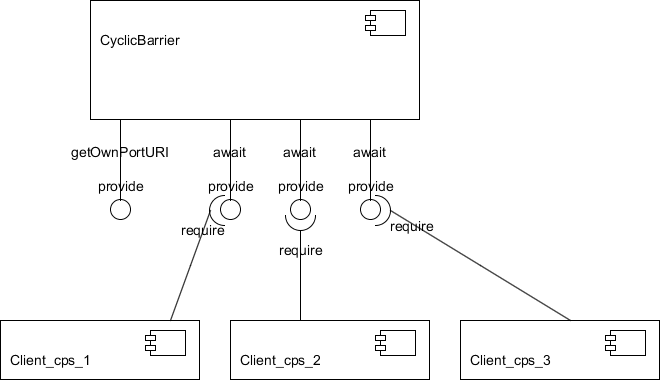 CyclicBarrier
getOwnPortURI await await await
provide provide provide provide
require require require
Client_cps_1 Client_cps_2 Client_cps_3